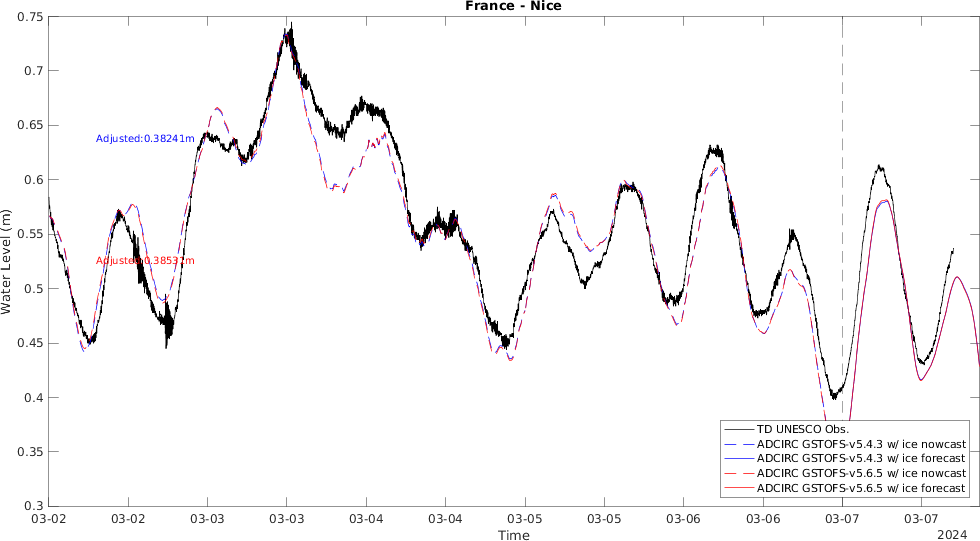 France - Nice
0.75
0.7
0.65
0.6
0.55
0.5
0.45
0.4
0.35
0.3
Water Level (m)
Adjusted:0.38241m
Adjusted:0.38531m
TD UNESCO Obs.
ADCIRC GSTOFS-v5.4.3 w/ ice nowcast
ADCIRC GSTOFS-v5.4.3 w/ ice forecast
ADCIRC GSTOFS-v5.6.5 w/ ice nowcast
ADCIRC GSTOFS-v5.6.5 w/ ice forecast
03-02 03-02 03-03 03-03 03-04 03-04 03-05 03-05 03-06 03-06 03-07 03-07
Time
2024